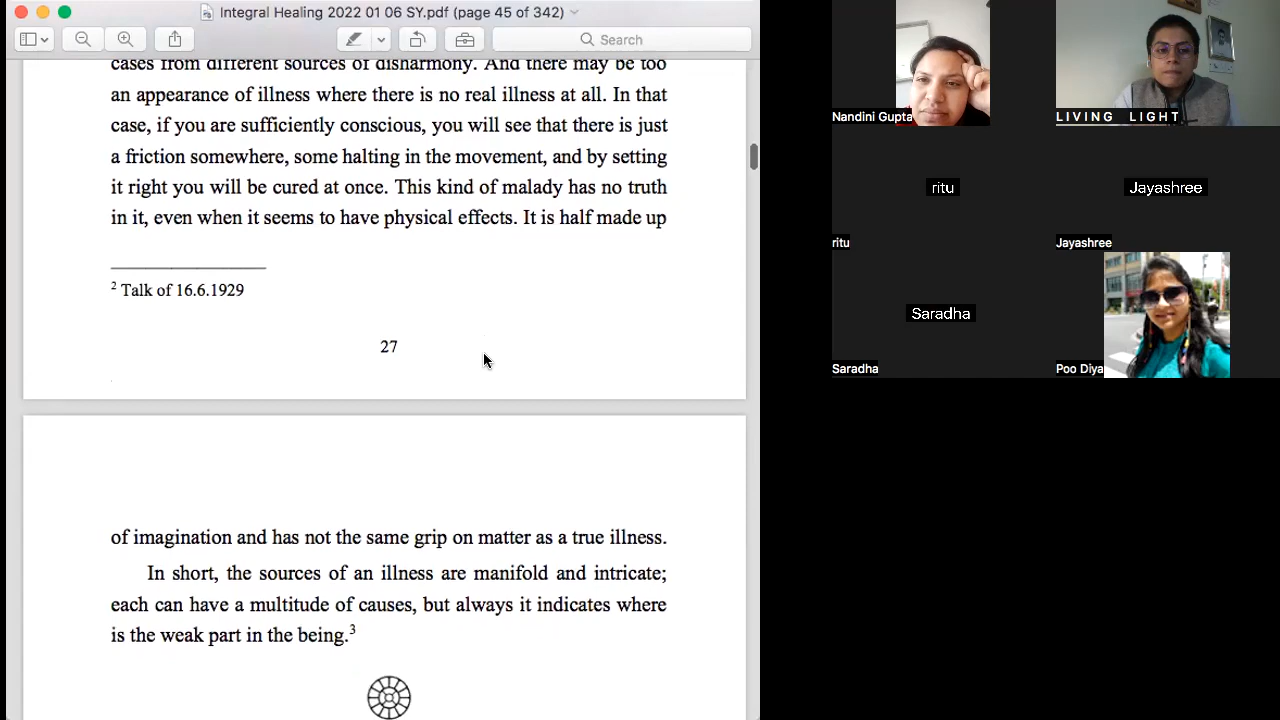 Integral Healing 2022 01 06 SY.pdf (page 45 of 342)
Search
cases from different sources of disharmony. And there may be too
an appearance of illness where there is no real illness at all. In that
case, if you are sufficiently conscious, you will see that there is just
a friction somewhere, some halting in the movement, and by setting
it right you will be cured at once. This kind of malady has no truth
in it, even when it seems to have physical effects. It is half made up
2 Talk of 16.6.1929
27
of imagination and has not the same grip on matter as a true illness.
In short, the sources of an illness are manifold and intricate;
each can have a multitude of causes, but always it indicates where
is the weak part in the being.3
Nandini Gupta
LIVING LIGHT
ritu
ritu
Jayashree
Jayashree
Saradha
Saradha
Poo Diya